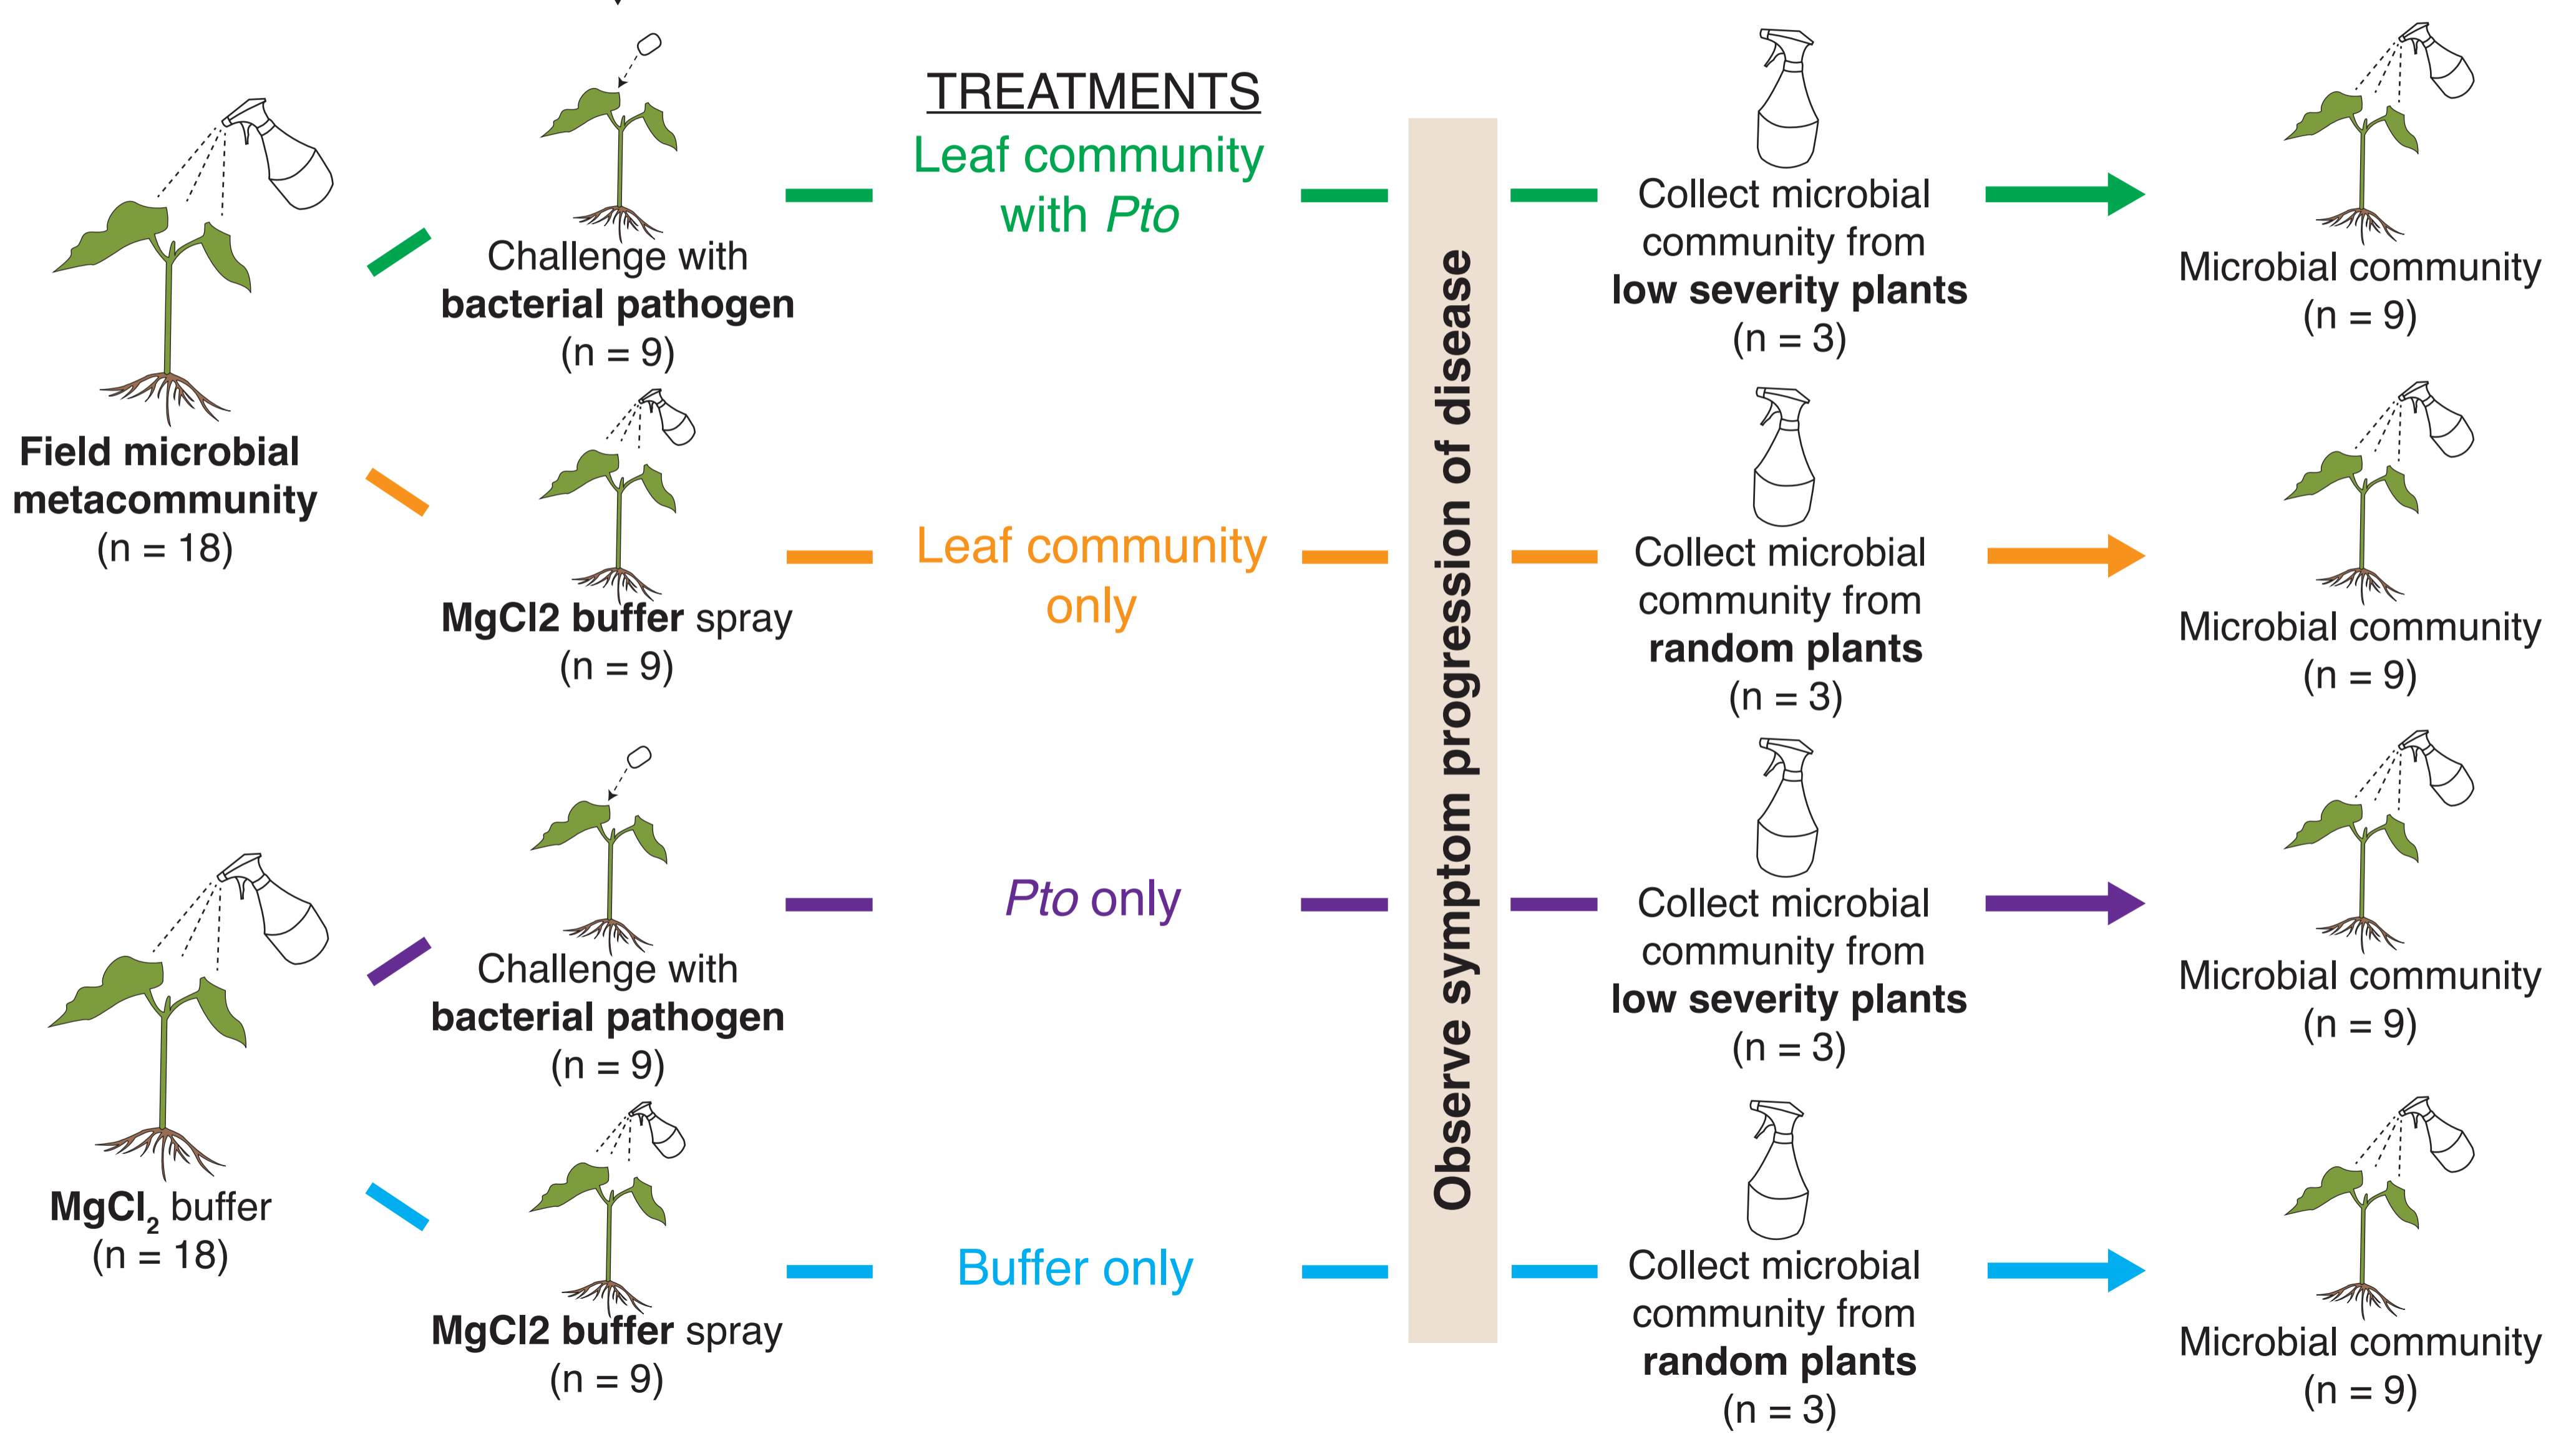 TREATMENTS
Field microbial
metacommunity
(n = 18)
Challenge with
bacterial pathogen
(n = 9)
Leaf community
with Pto
Collect microbial
community from
low severity plants
(n = 3)
Microbial community
(n = 9)
MgCl2 buffer spray
(n = 9)
Leaf community
only
Observe symptom progression of disease
Collect microbial
community from
random plants
(n = 3)
Microbial community
(n = 9)
MgCl₂ buffer
(n = 18)
Challenge with
bacterial pathogen
(n = 9)
Pto only
Collect microbial
community from
low severity plants
(n = 3)
Microbial community
(n = 9)
MgCl2 buffer spray
(n = 9)
Buffer only
Collect microbial
community from
random plants
(n = 3)
Microbial community
(n = 9)